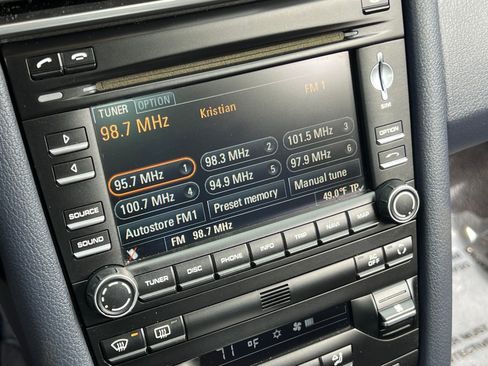 TUNER OPTION FM 1
98.7 MHz Kristian
95.7 MHz 1 98.3 MHz 2 101.5 MHz 3
100.7 MHz 4 94.9 MHz 5 97.9 MHz 6
Autostore FM1 Preset memory Manual tune
FM 98.7 MHz 49.0°F TP
SIM
OPTION
SOURCE
SOUND
TUNER DISC PHONE INFO TRIP NAVI MAP
A/C OFF
71 °F